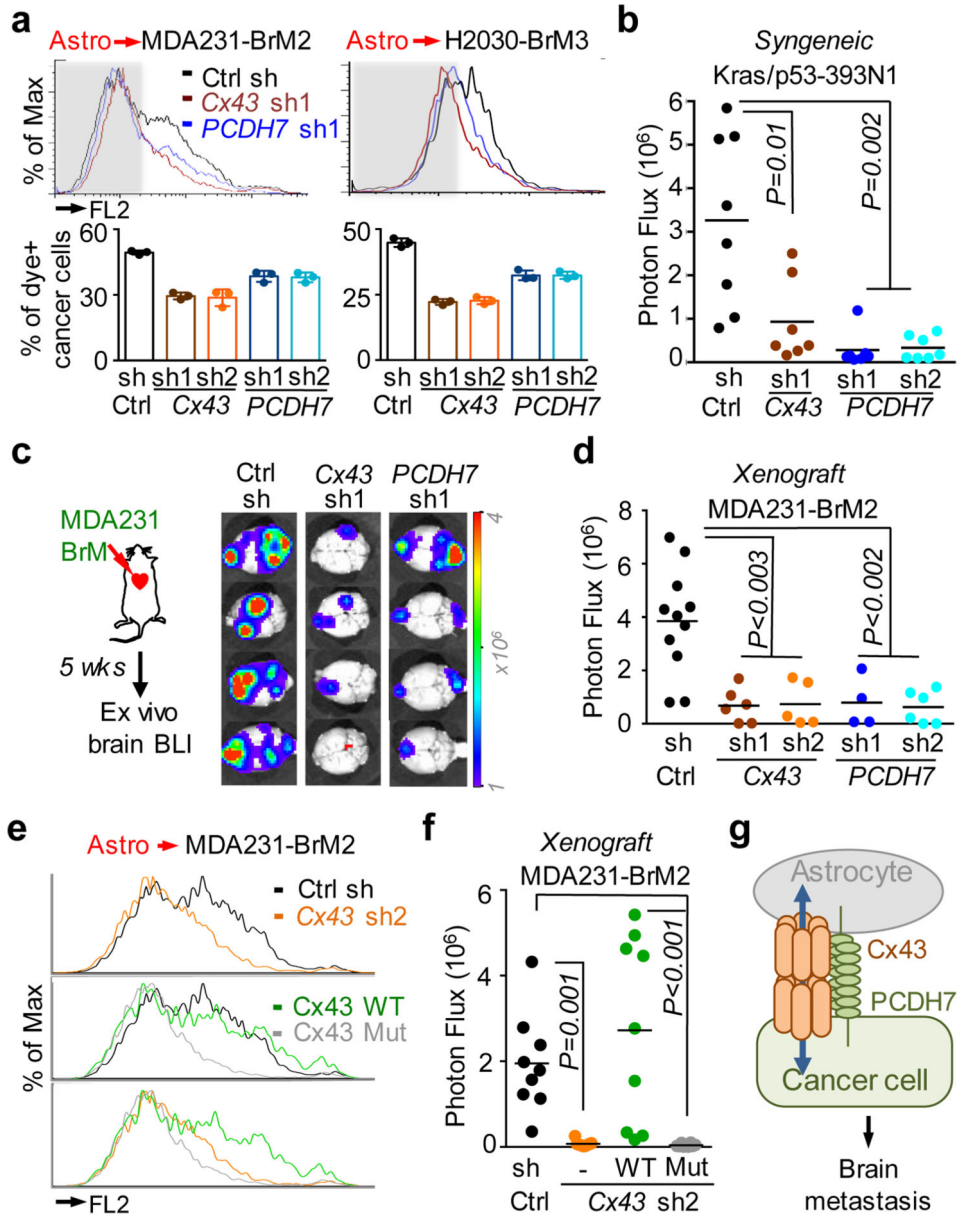 a
Astro → MDA231-BrM2
Astro → H2030-BrM3
% of Max
Ctrl sh
Cx43 sh1
PCDH7 sh1
→ FL2
% of dye+
cancer cells
60
30
0
50
25
0
sh sh1 sh2 sh1 sh2
Ctrl Cx43 PCDH7
sh sh1 sh2 sh1 sh2
Ctrl Cx43 PCDH7
b
Syngeneic
Kras/p53-393N1
Photon Flux (10⁶)
6
5
4
3
2
1
0
P=0.01
P=0.002
sh sh1 sh1 sh2
Ctrl Cx43 PCDH7
c
MDA231
BrM
5 wks
Ex vivo
brain BLI
Ctrl Cx43 PCDH7
sh sh1 sh1
4
x10⁶
1
d
Xenograft
MDA231-BrM2
Photon Flux (10⁶)
8
6
4
2
0
P<0.003
P<0.002
sh sh1 sh2 sh1 sh2
Ctrl Cx43 PCDH7
e
Astro → MDA231-BrM2
% of Max
Ctrl sh
Cx43 sh2
Cx43 WT
Cx43 Mut
→ FL2
f
Xenograft
MDA231-BrM2
Photon Flux (10⁶)
6
4
2
0
P=0.001
P<0.001
sh - WT Mut
Ctrl Cx43 sh2
g
Astrocyte
Cx43
PCDH7
Cancer cell
Brain
metastasis